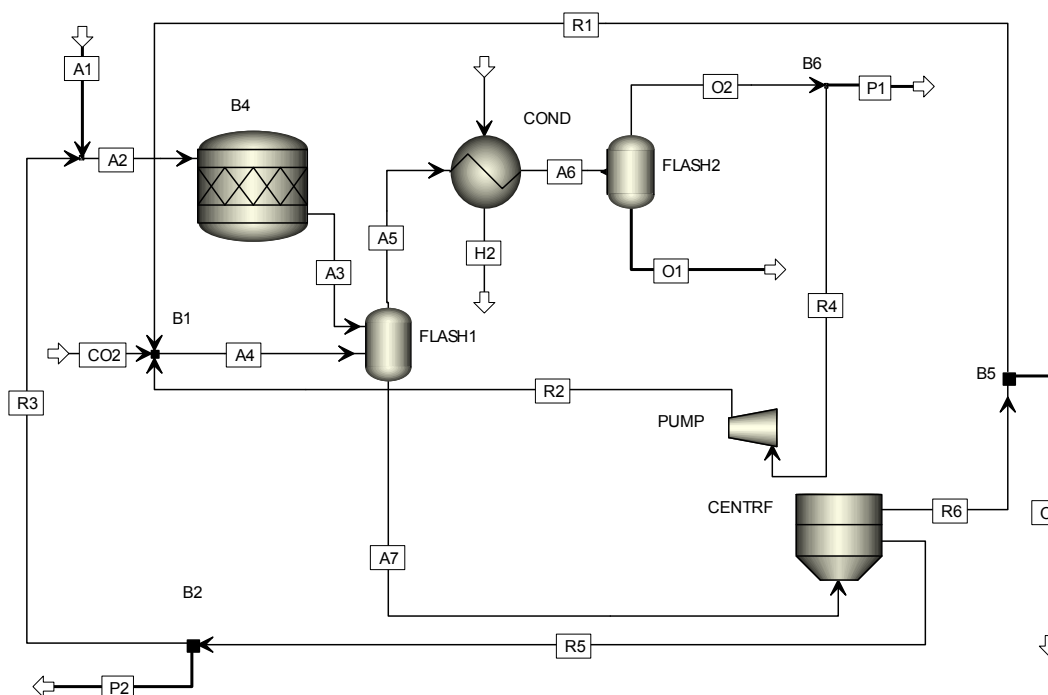 R1
A1
B6
O2
P1
B4
COND
A2
FLASH2
A6
A5
H2
A3
O1
R4
B1
FLASH1
CO2
A4
B5
R2
R3
PUMP
CENTRF
R6
A7
B2
R5
P2